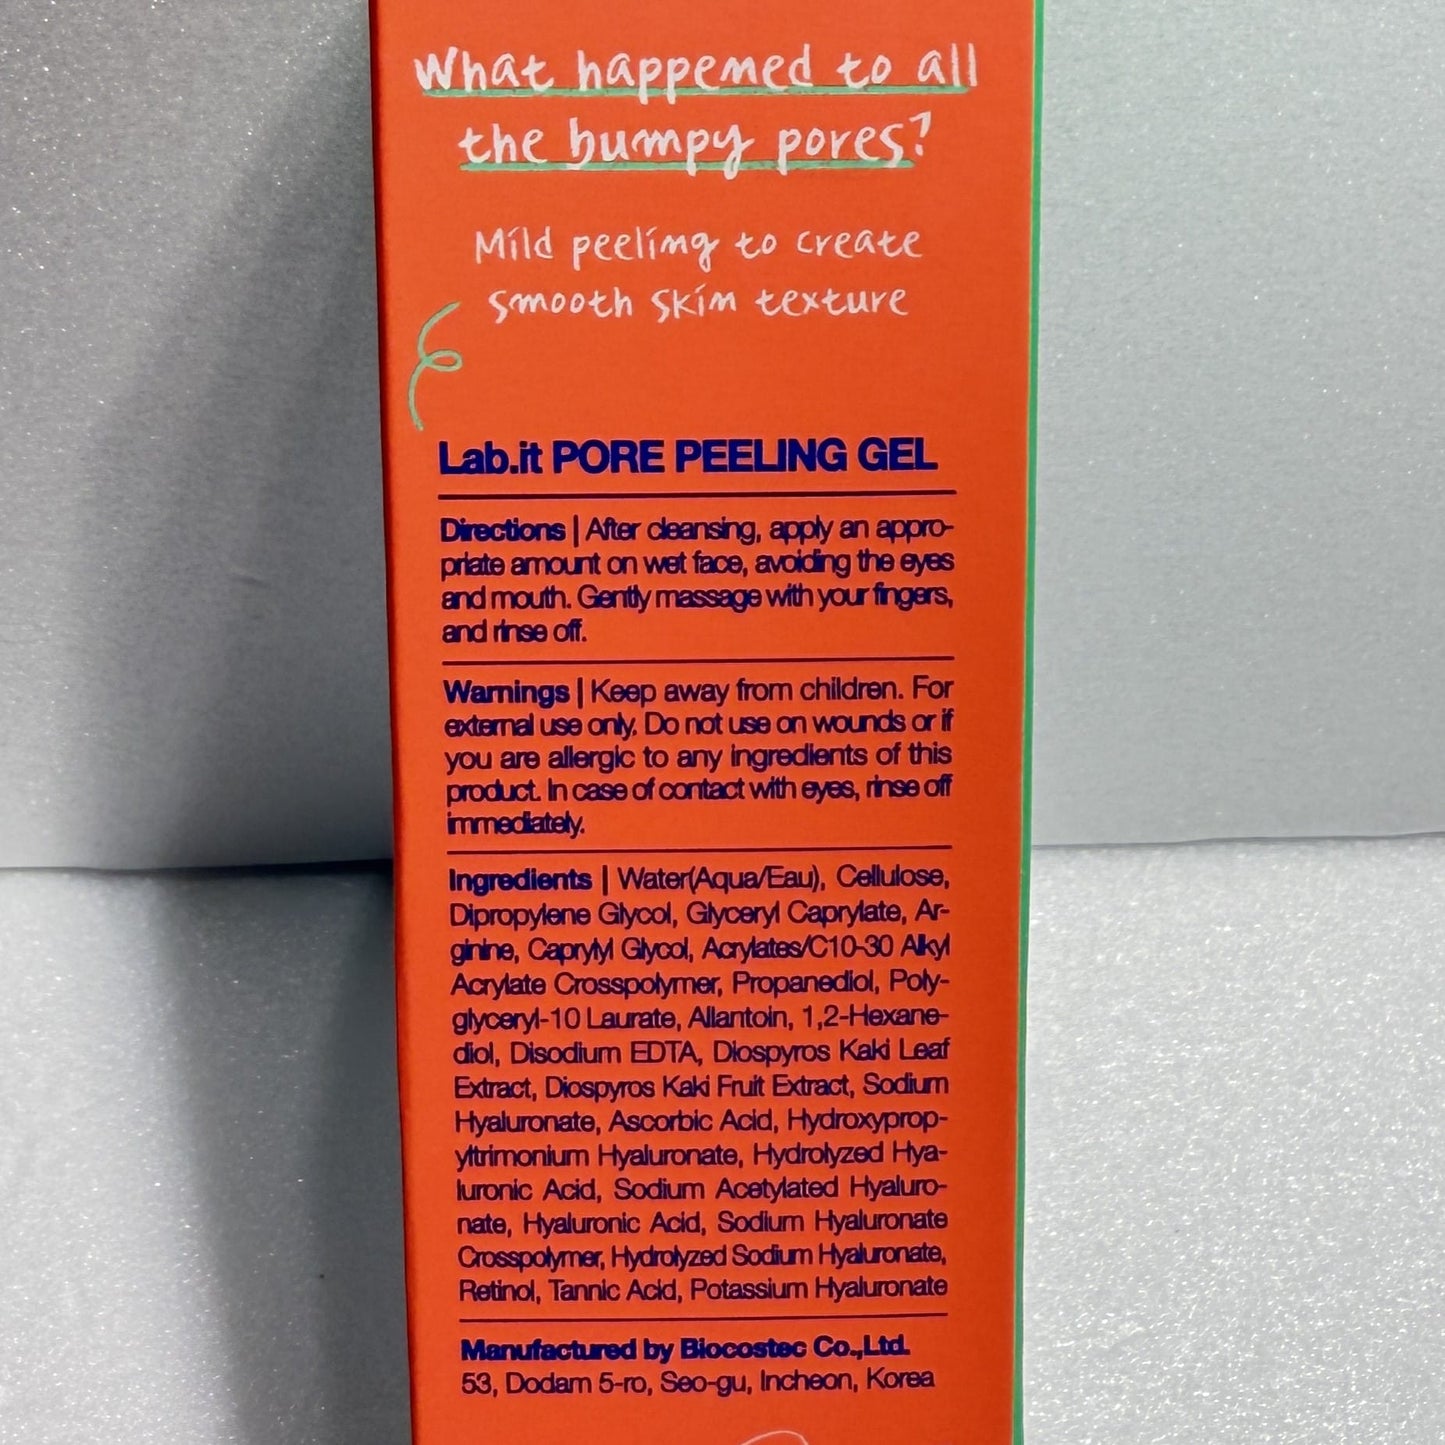 What happened to all
the bumpy pores?
Mild peeling to create
smooth skin texture
Lab.it PORE PEELING GEL
Directions | After cleansing, apply an appro-
priate amount on wet face, avoiding the eyes
and mouth. Gently massage with your fingers,
and rinse off.
Warnings | Keep away from children. For
external use only. Do not use on wounds or if
you are allergic to any ingredients of this
product. In case of contact with eyes, rinse off
immediately.
Ingredients | Water(Aqua/Eau), Cellulose,
Dipropylene Glycol, Glyceryl Caprylate, Ar-
ginine, Caprylyl Glycol, Acrylates/C10-30 Alkyl
Acrylate Crosspolymer, Propanediol, Poly-
glyceryl-10 Laurate, Allantoin, 1,2-Hexane-
diol, Disodium EDTA, Diospyros Kaki Leaf
Extract, Diospyros Kaki Fruit Extract, Sodium
Hyaluronate, Ascorbic Acid, Hydroxyprop-
yltrimonium Hyaluronate, Hydrolyzed Hya-
luronic Acid, Sodium Acetylated Hyaluro-
nate, Hyaluronic Acid, Sodium Hyaluronate
Crosspolymer, Hydrolyzed Sodium Hyaluronate,
Retinol, Tannic Acid, Potassium Hyaluronate
Manufactured by Biocostec Co.,Ltd.
53, Dodam 5-ro, Seo-gu, Incheon, Korea